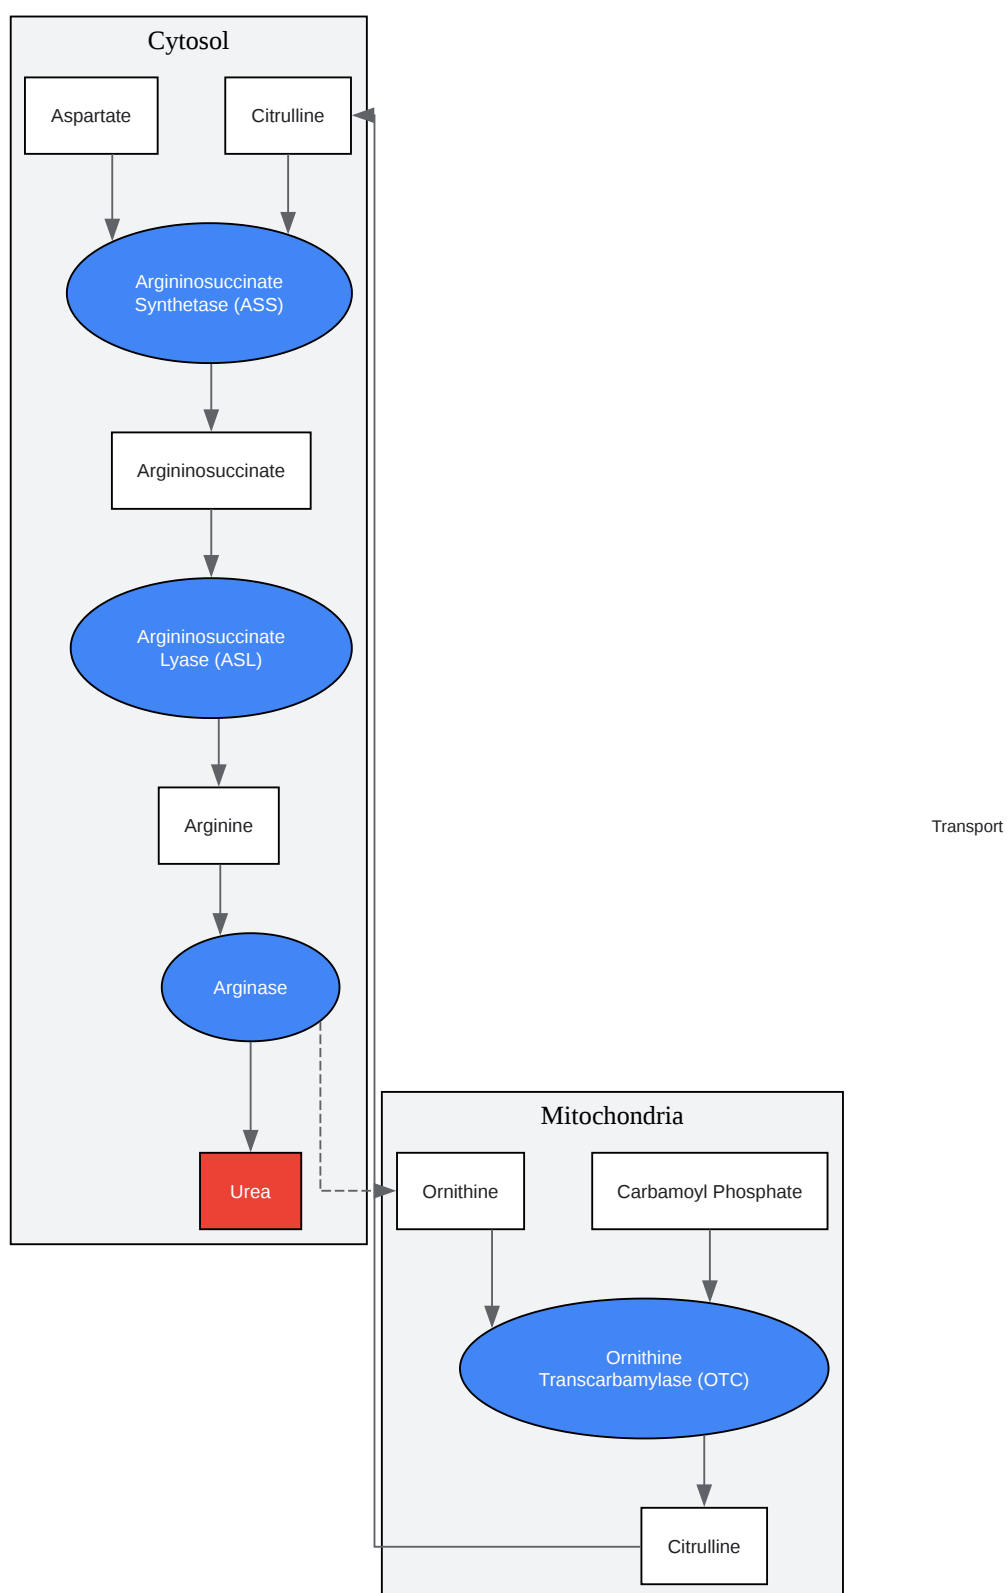 Cytosol
Aspartate
Citrulline
Argininosuccinate
Synthetase (ASS)
Argininosuccinate
Argininosuccinate
Lyase (ASL)
Arginine
Transport
Arginase
Urea
Mitochondria
Ornithine
Carbamoyl Phosphate
Ornithine
Transcarbamylase (OTC)
Citrulline